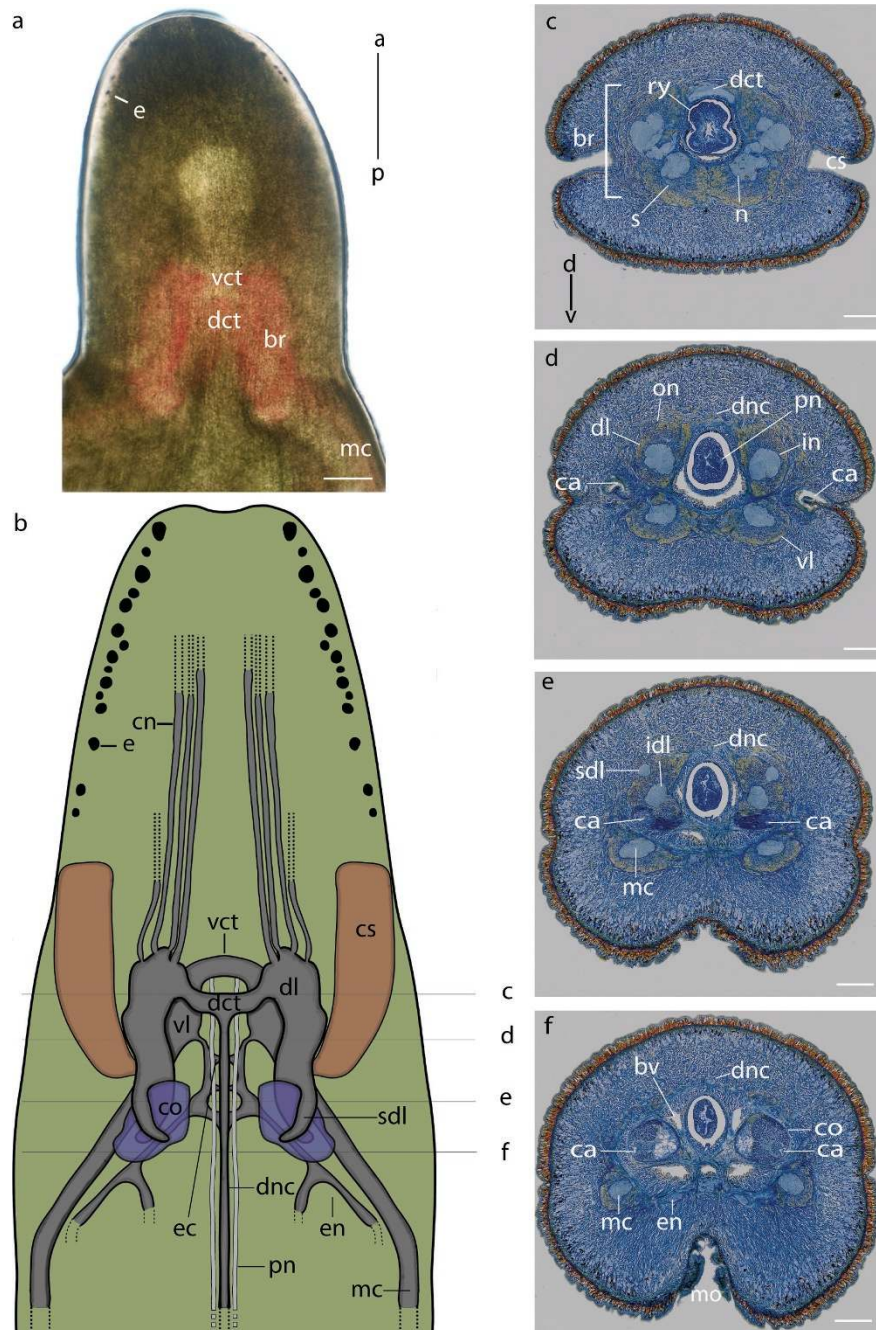 a
e
a
p
vct
dct
br
mc
b
cn
e
vct
cs
dl
dct
vl
co
sdl
dnc
ec
en
pn
mc
c
d
e
f
c
ry
dct
br
cs
s
n
d
v
d
on
dnc
pn
dl
in
ca
ca
vl
e
idl
dnc
sdl
ca
ca
mc
f
bv
dnc
co
ca
ca
mc
en
mo